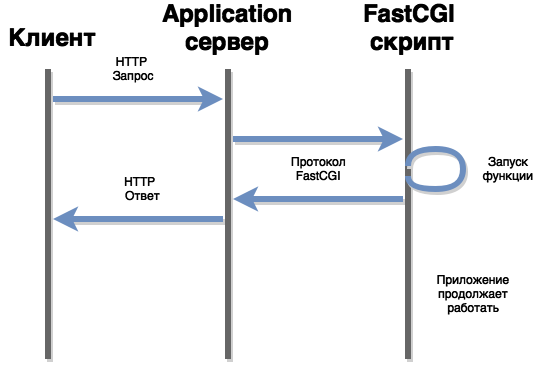 Клиент
Application
сервер
FastCGI
скрипт
HTTP
Запрос
Протокол
FastCGI
Запуск
функции
HTTP
Ответ
Приложение
продолжает
работать